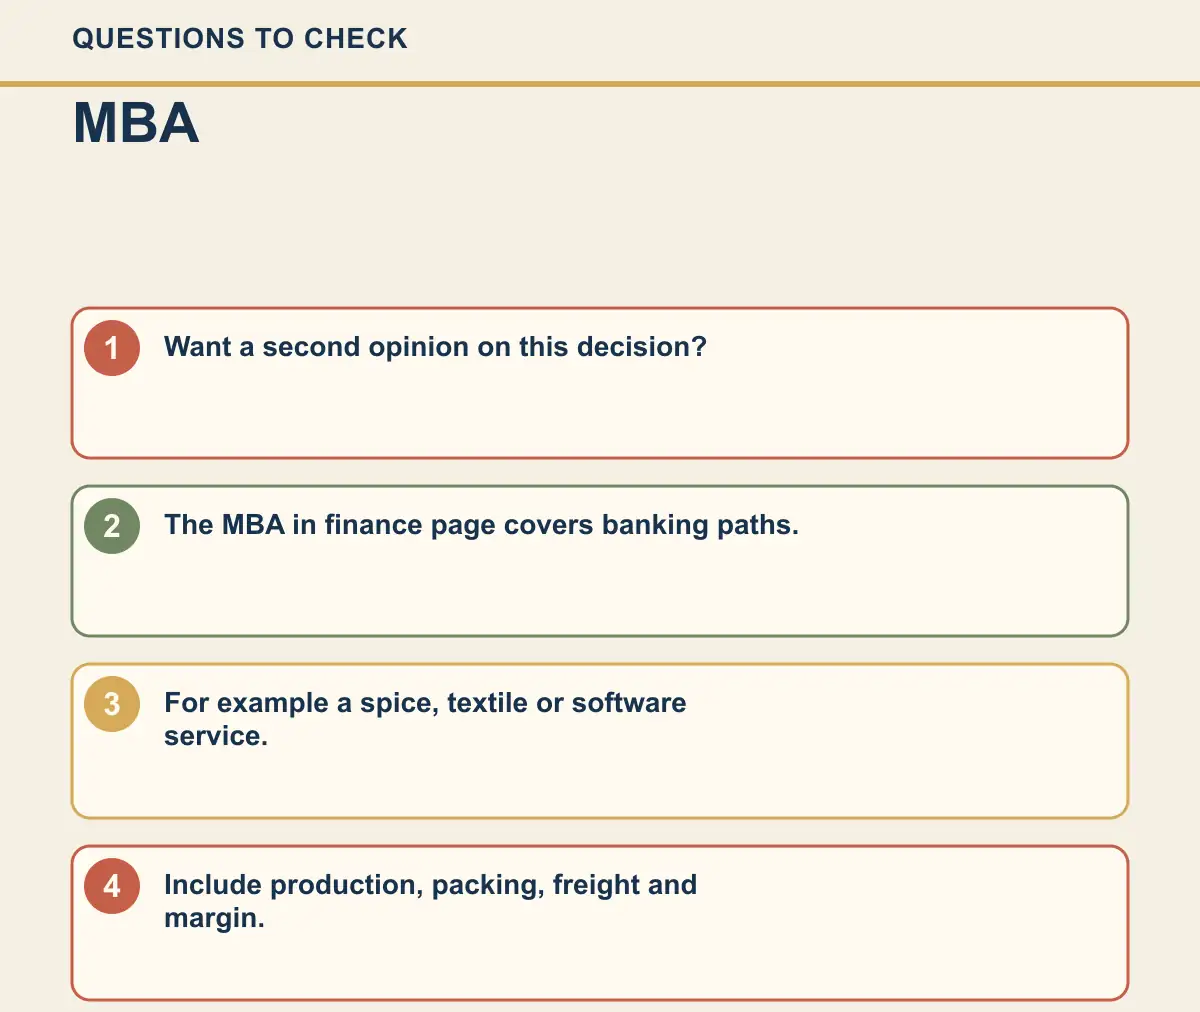 QUESTIONS TO CHECK
MBA
1
Want a second opinion on this decision?
2
The MBA in finance page covers banking paths.
3
For example a spice, textile or software
service.
4
Include production, packing, freight and
margin.